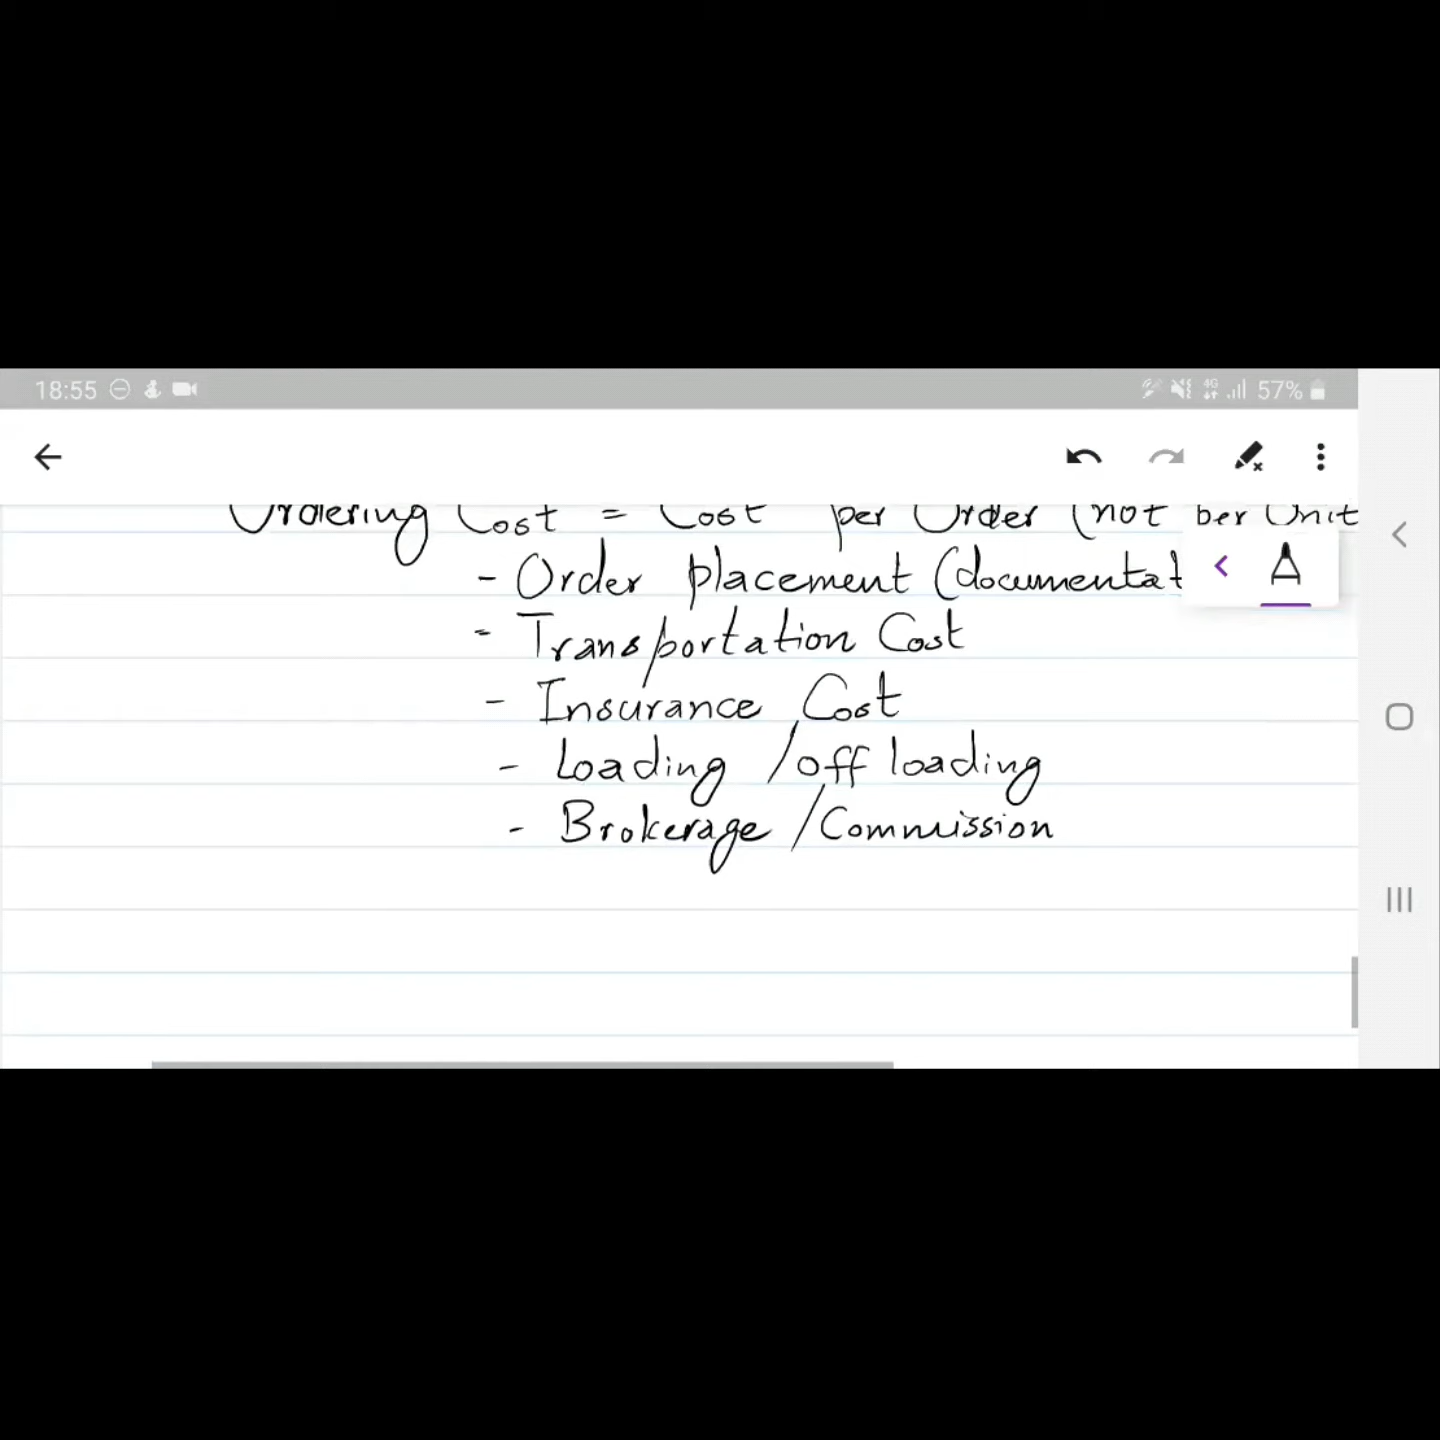 18:55 4G 57%
Ordering Cost = Cost per Order (not per Unit
- Order placement (documentat
- Transportation Cost
- Insurance Cost
- Loading / off loading
- Brokerage / Commission